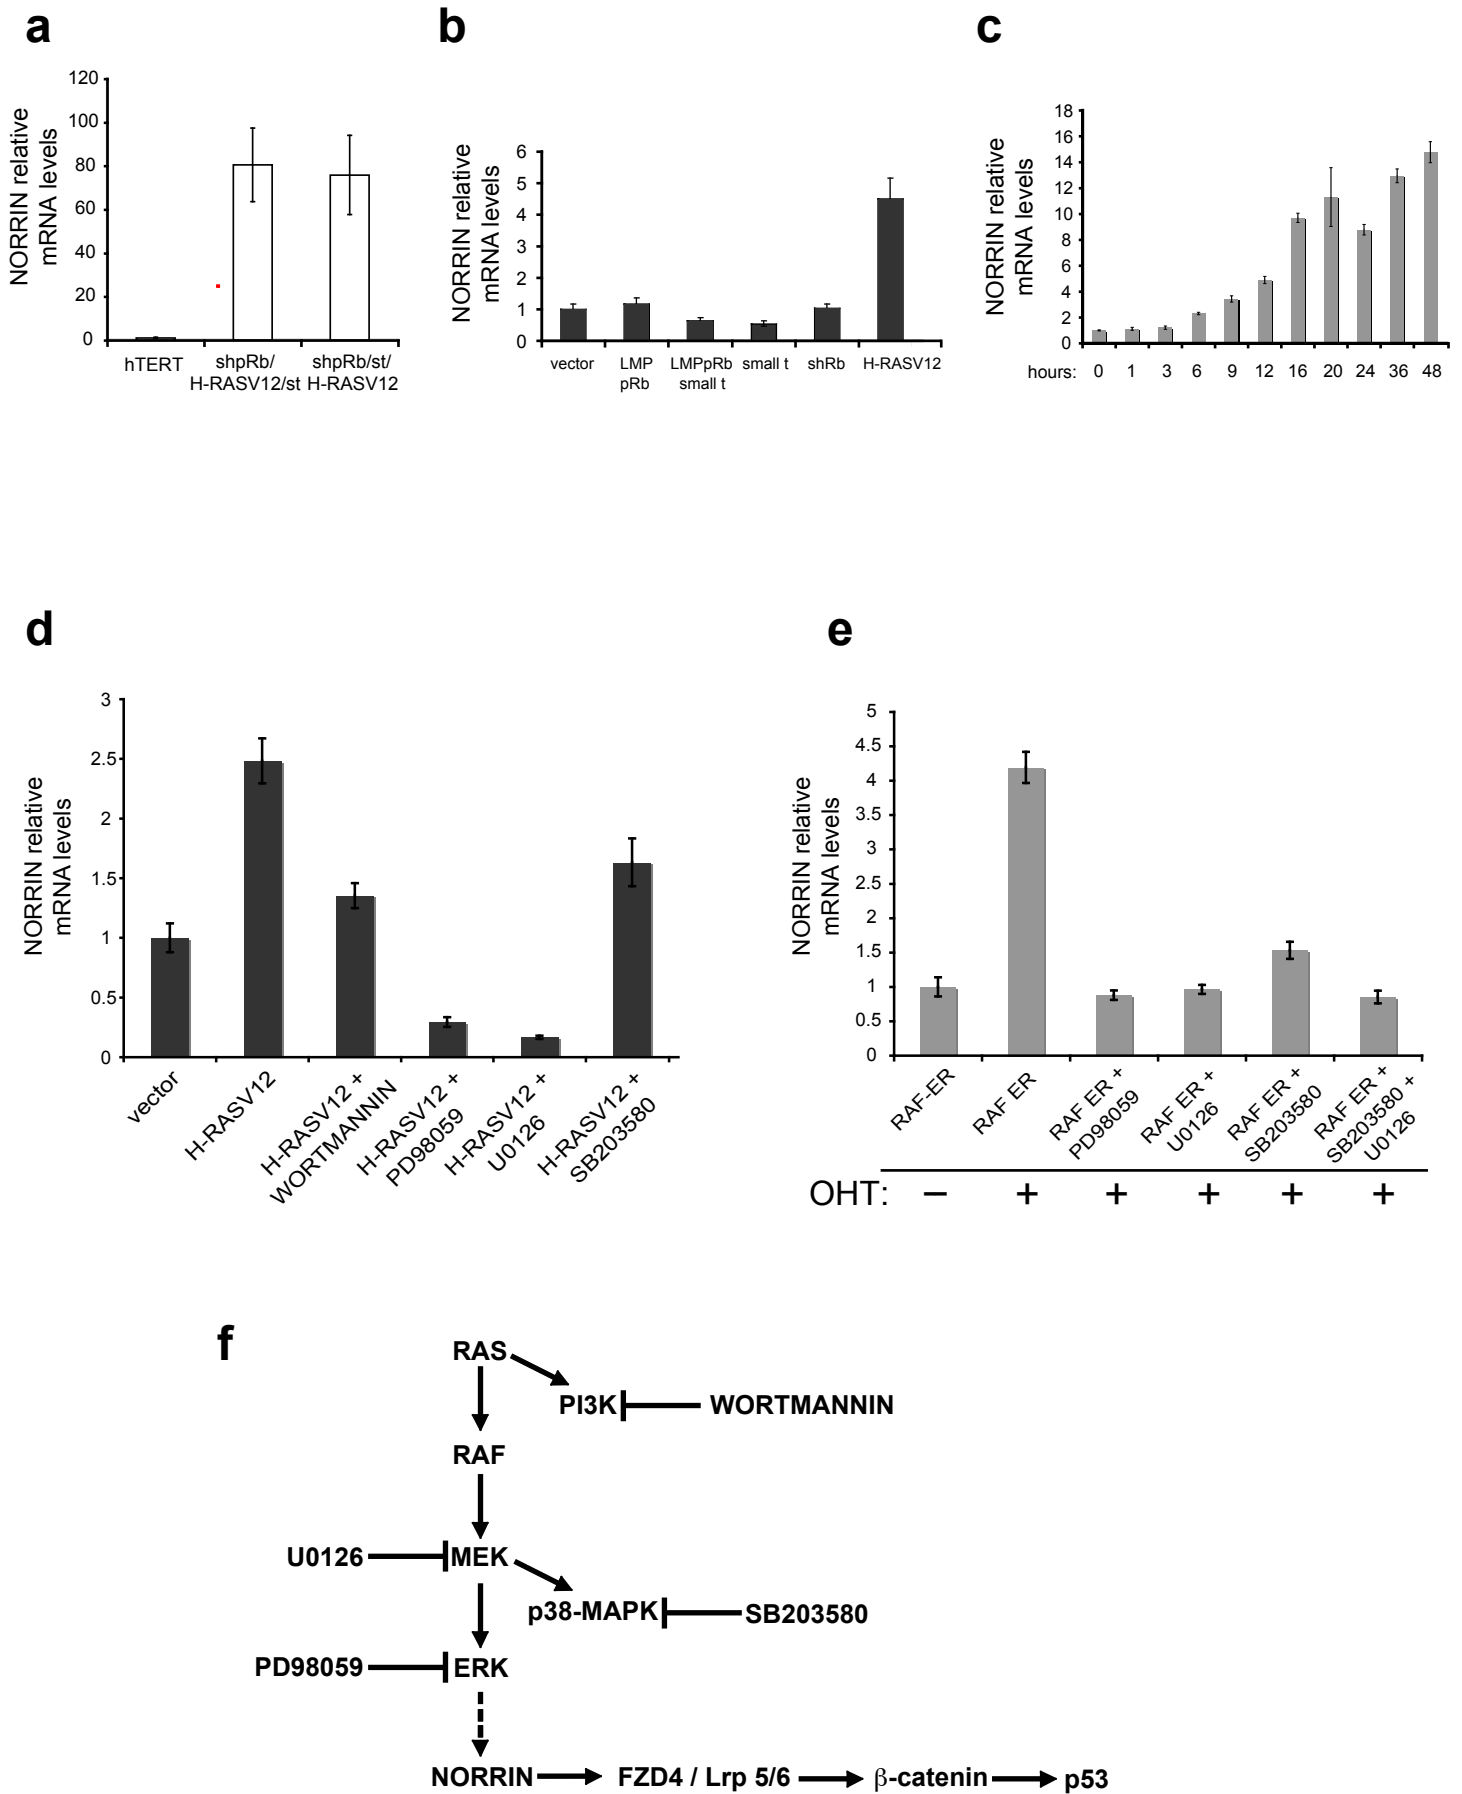 a
NORRIN relative
mRNA levels
120
100
80
60
40
20
0
hTERT
shpRb/
H-RASV12/st
shpRb/st/
H-RASV12
b
NORRIN relative
mRNA levels
6
5
4
3
2
1
0
vector
LMP
pRb
LMPpRb
small t
small t
shRb
H-RASV12
c
NORRIN relative
mRNA levels
18
16
14
12
10
8
6
4
2
0
hours: 0 1 3 6 9 12 16 20 24 36 48
d
NORRIN relative
mRNA levels
3
2.5
2
1.5
1
0.5
0
vector
H-RASV12
H-RASV12 +
WORTMANNIN
H-RASV12 +
PD98059
H-RASV12 +
U0126
H-RASV12 +
SB203580
e
NORRIN relative
mRNA levels
5
4.5
4
3.5
3
2.5
2
1.5
1
0.5
0
RAF-ER
RAF ER
RAF ER +
PD98059
RAF ER +
U0126
RAF ER +
SB203580
RAF ER +
SB203580 +
U0126
OHT: − + + + + +
f
RAS
PI3K
WORTMANNIN
RAF
U0126
MEK
p38-MAPK
SB203580
PD98059
ERK
NORRIN
FZD4 / Lrp 5/6
β-catenin
p53